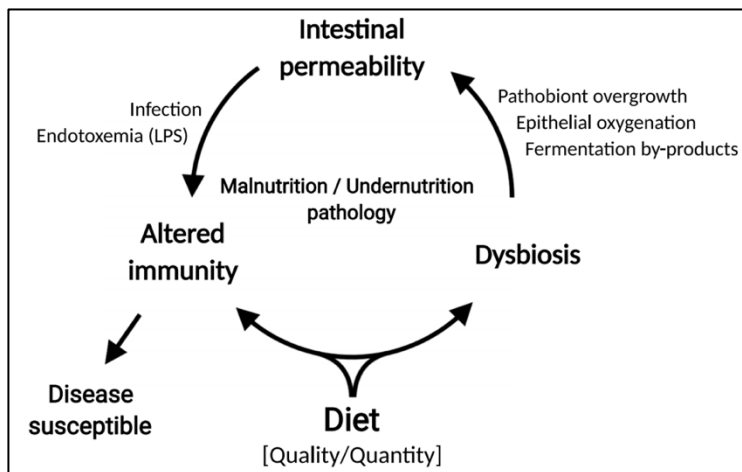 Intestinal
permeability
Infection
Endotoxemia (LPS)
Pathobiont overgrowth
Epithelial oxygenation
Fermentation by-products
Malnutrition / Undernutrition
pathology
Altered
immunity
Dysbiosis
Disease
susceptible
Diet
[Quality/Quantity]